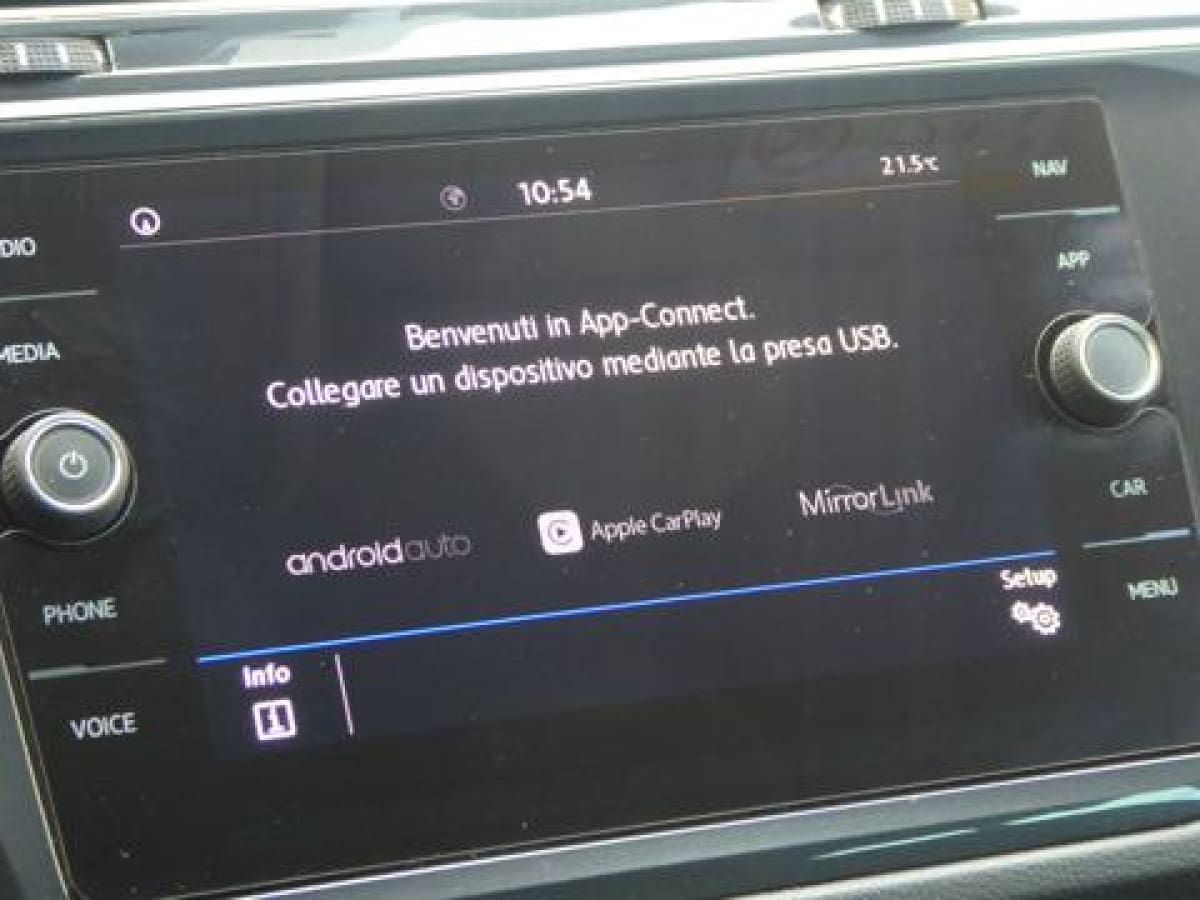 10:54
21.5°C
NAV
DIO
APP
MEDIA
Benvenuti in App-Connect.
Collegare un dispositivo mediante la presa USB.
CAR
androidauto
Apple CarPlay
MirrorLink
MENU
PHONE
Setup
Info
VOICE